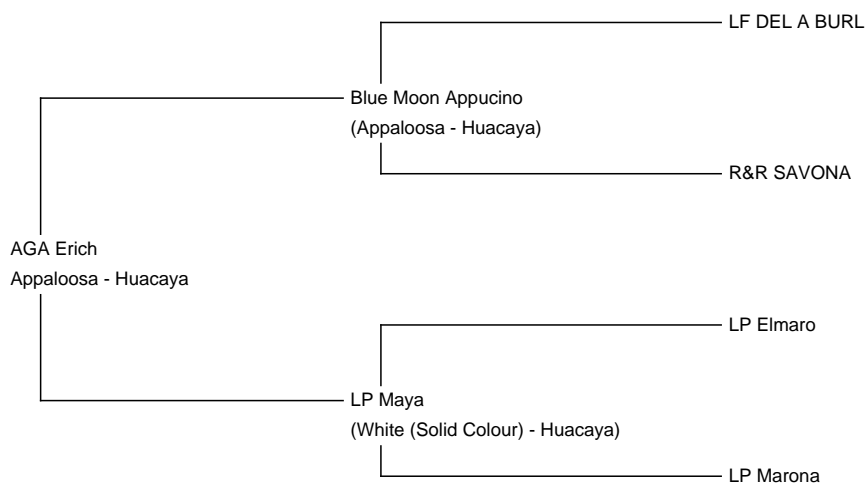 LF DEL A BURL
Blue Moon Appucino
(Appaloosa - Huacaya)
R&R SAVONA
AGA Erich
Appaloosa - Huacaya
LP Elmaro
LP Maya
(White (Solid Colour) - Huacaya)
LP Marona